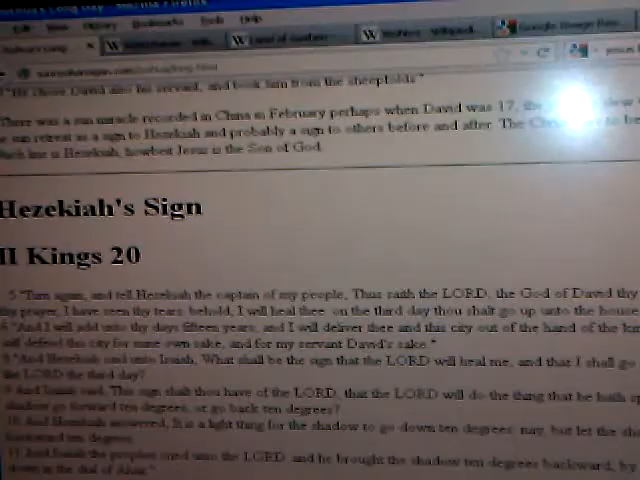 Mozilla Firefox
Bookmarks Tools Help
"He chose David also his servant, and took him from the sheepfolds"
There was a sun miracle recorded in China in February perhaps when David was 17, the
sun retreat as a sign to Hezekiah and probably a sign to others before and after. The
line is Hezekiah, howbeit Jesus is the Son of God.
Hezekiah's Sign
II Kings 20
5 "Turn again, and tell Hezekiah the captain of my people, Thus saith the LORD, the God of David thy
thy prayer, I have seen thy tears: behold, I will heal thee: on the third day thou shalt go up unto the house
6 "And I will add unto thy days fifteen years; and I will deliver thee and this city out of the hand of the
will defend this city for mine own sake, and for my servant David's sake."
8 "And Hezekiah said unto Isaiah, What shall be the sign that the LORD will heal me, and that I shall go
the LORD the third day?
9 And Isaiah said, This sign shalt thou have of the LORD, that the LORD will do the thing that he hath
shadow go forward ten degrees, or go back ten degrees?
10 And Hezekiah answered, It is a light thing for the shadow to go down ten degrees: nay, but let the
backward ten degrees.
11 And Isaiah the prophet cried unto the LORD: and he brought the shadow ten degrees backward, by
down in the dial of Ahaz."